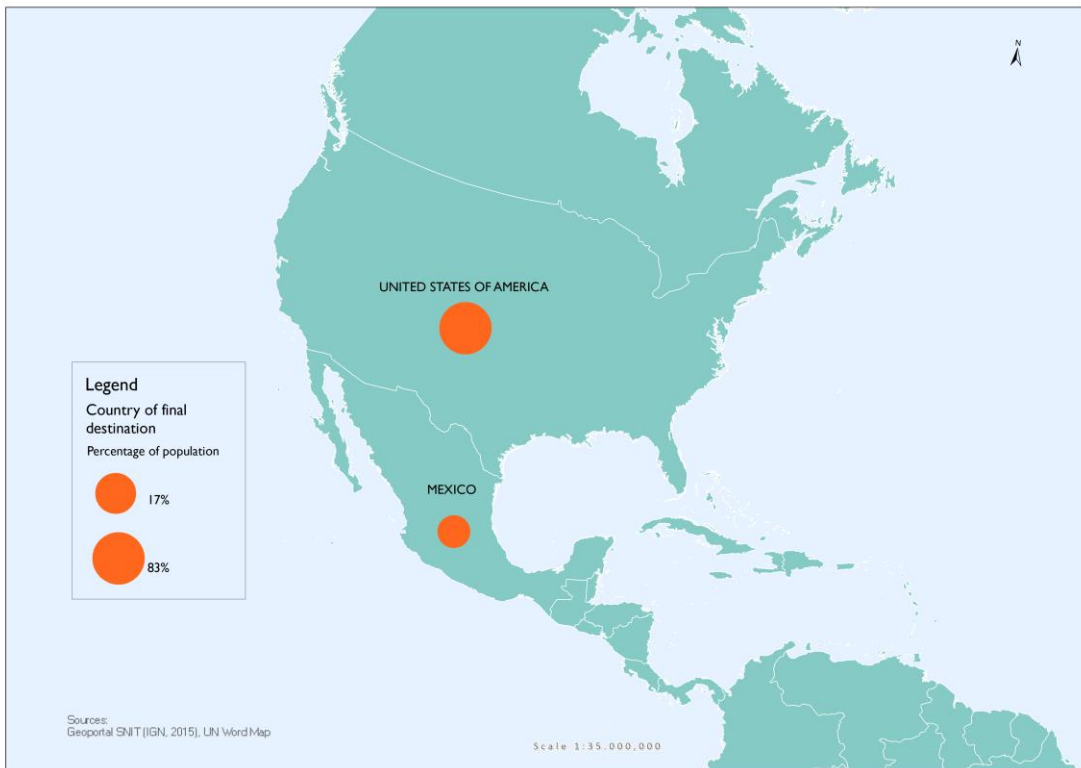 N
UNITED STATES OF AMERICA
Legend
Country of final
destination
Percentage of population
17%
83%
MEXICO
Sources:
Geoportal SNIT (IGN, 2015), UN Word Map
Scale 1:35.000,000